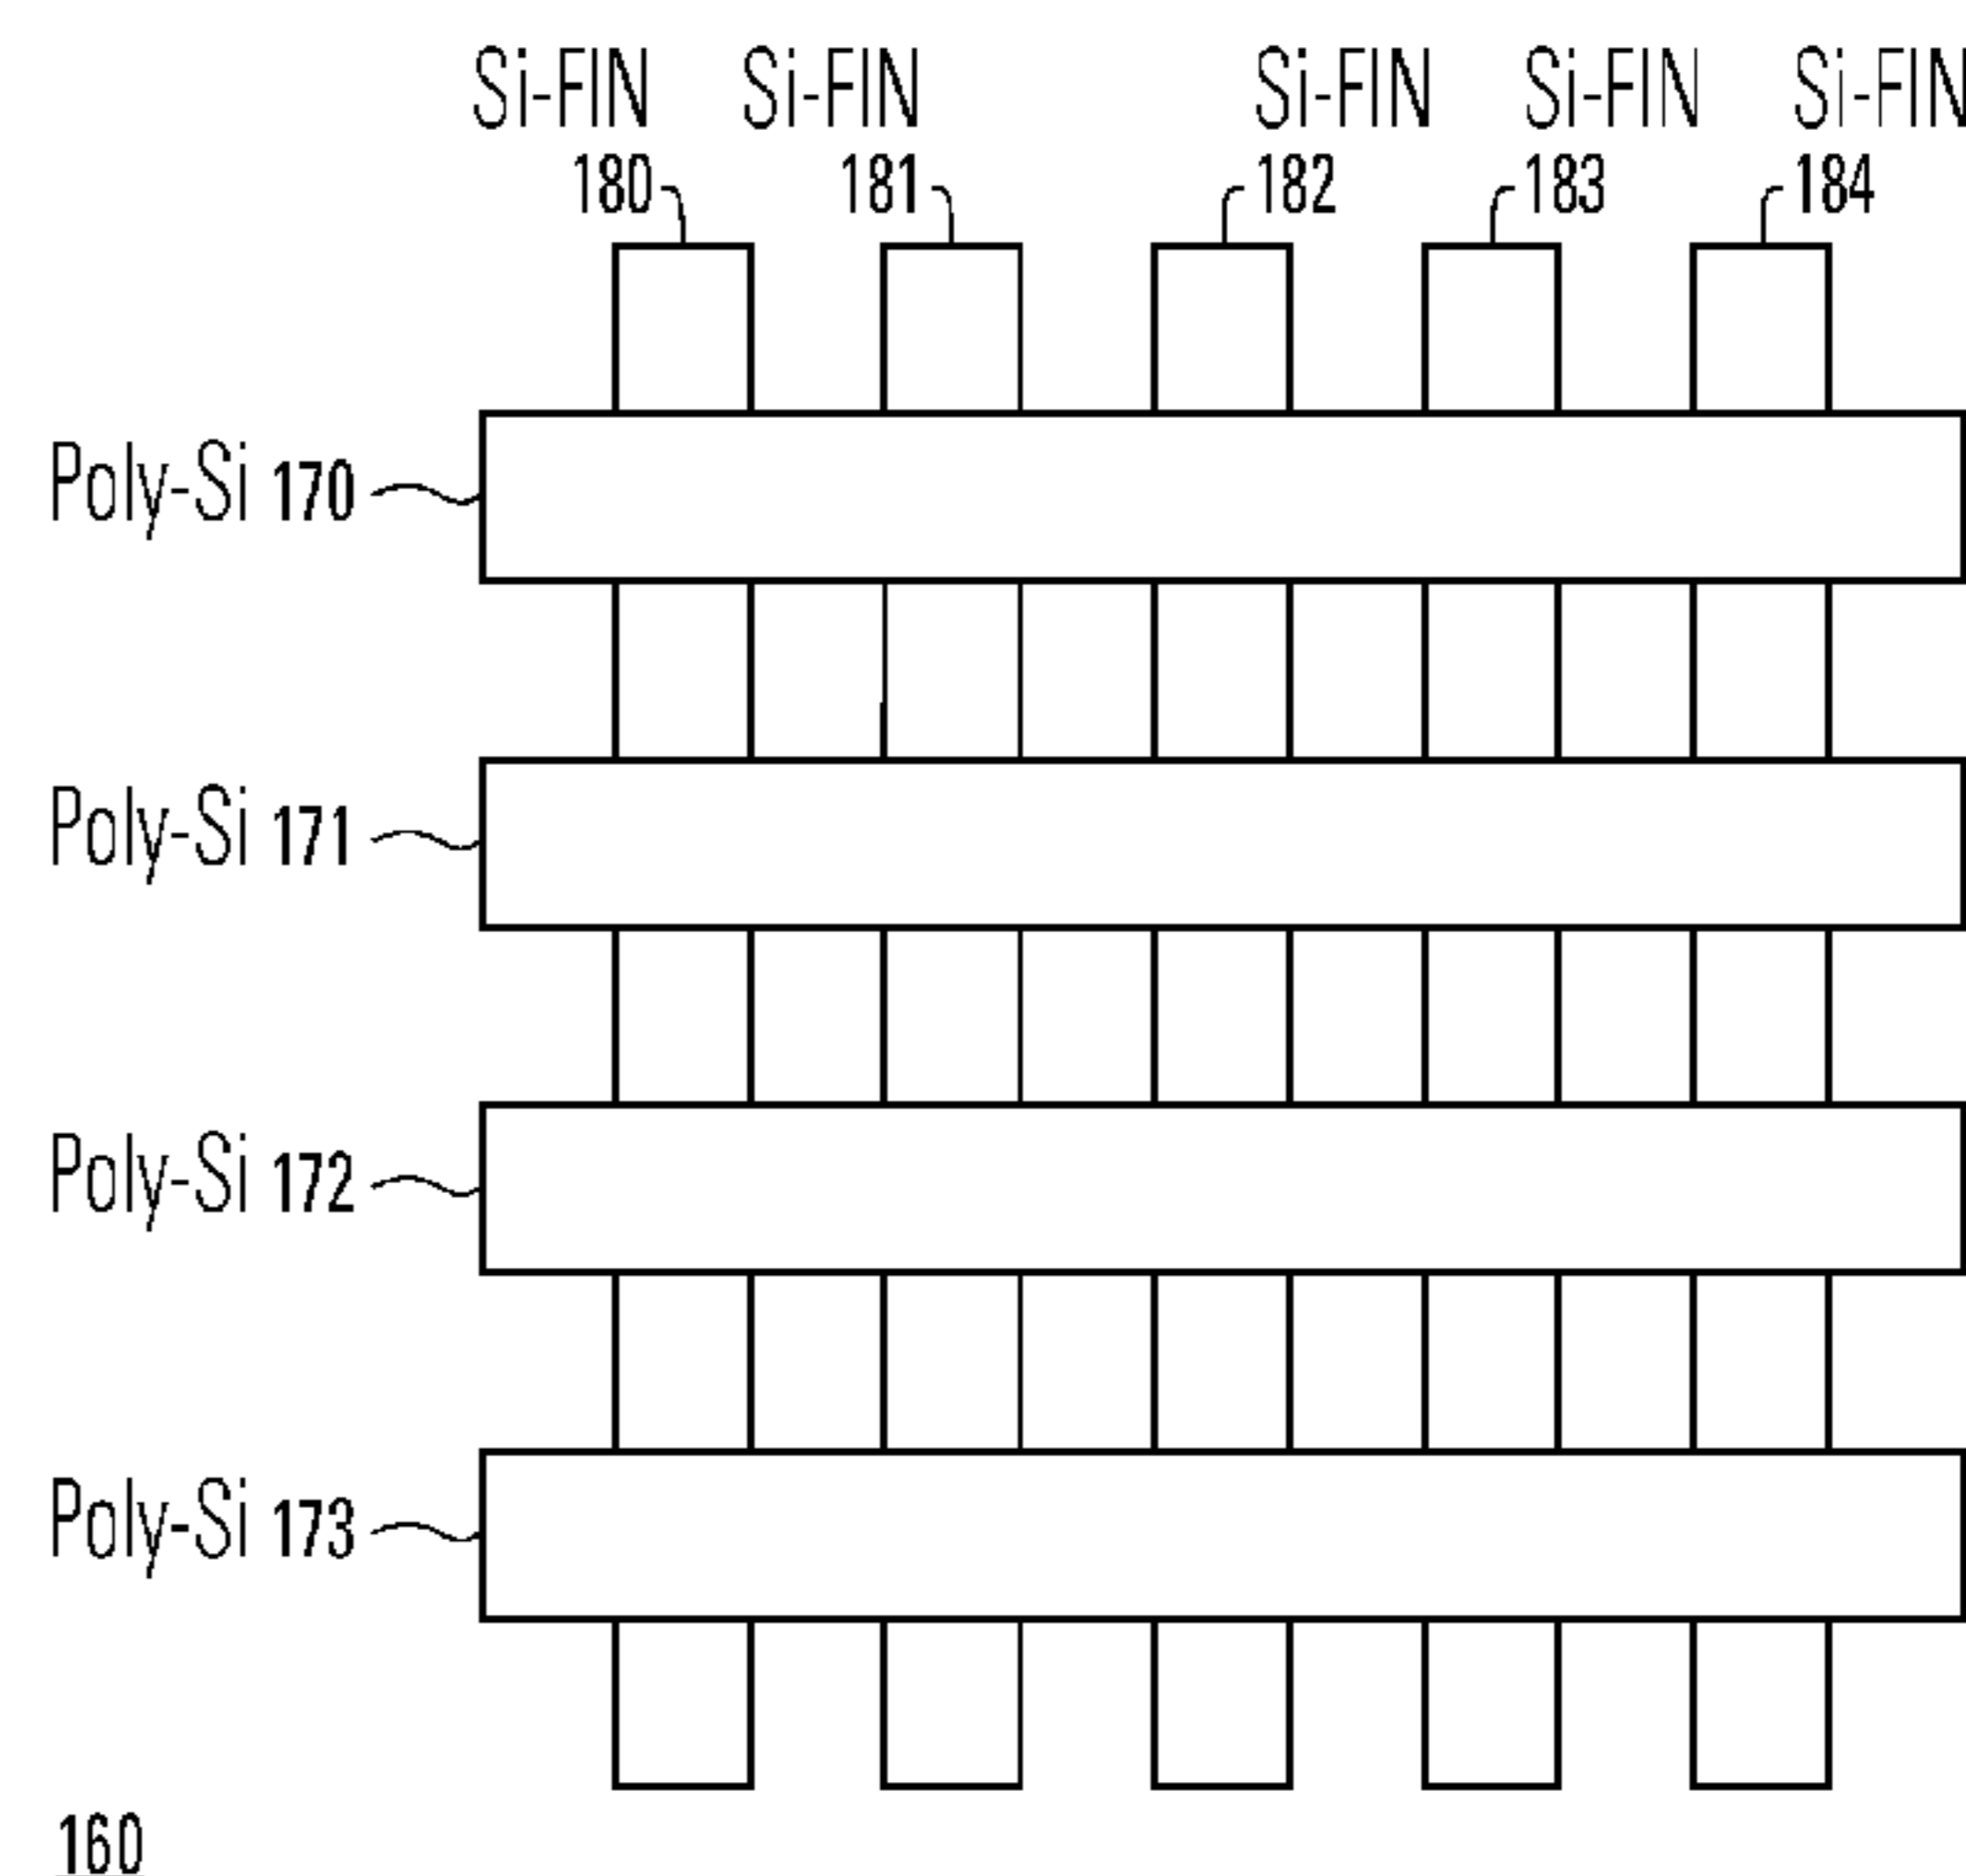 Si-FIN Si-FIN Si-FIN Si-FIN Si-FIN
180 181 182 183 184
Poly-Si 170
Poly-Si 171
Poly-Si 172
Poly-Si 173
160